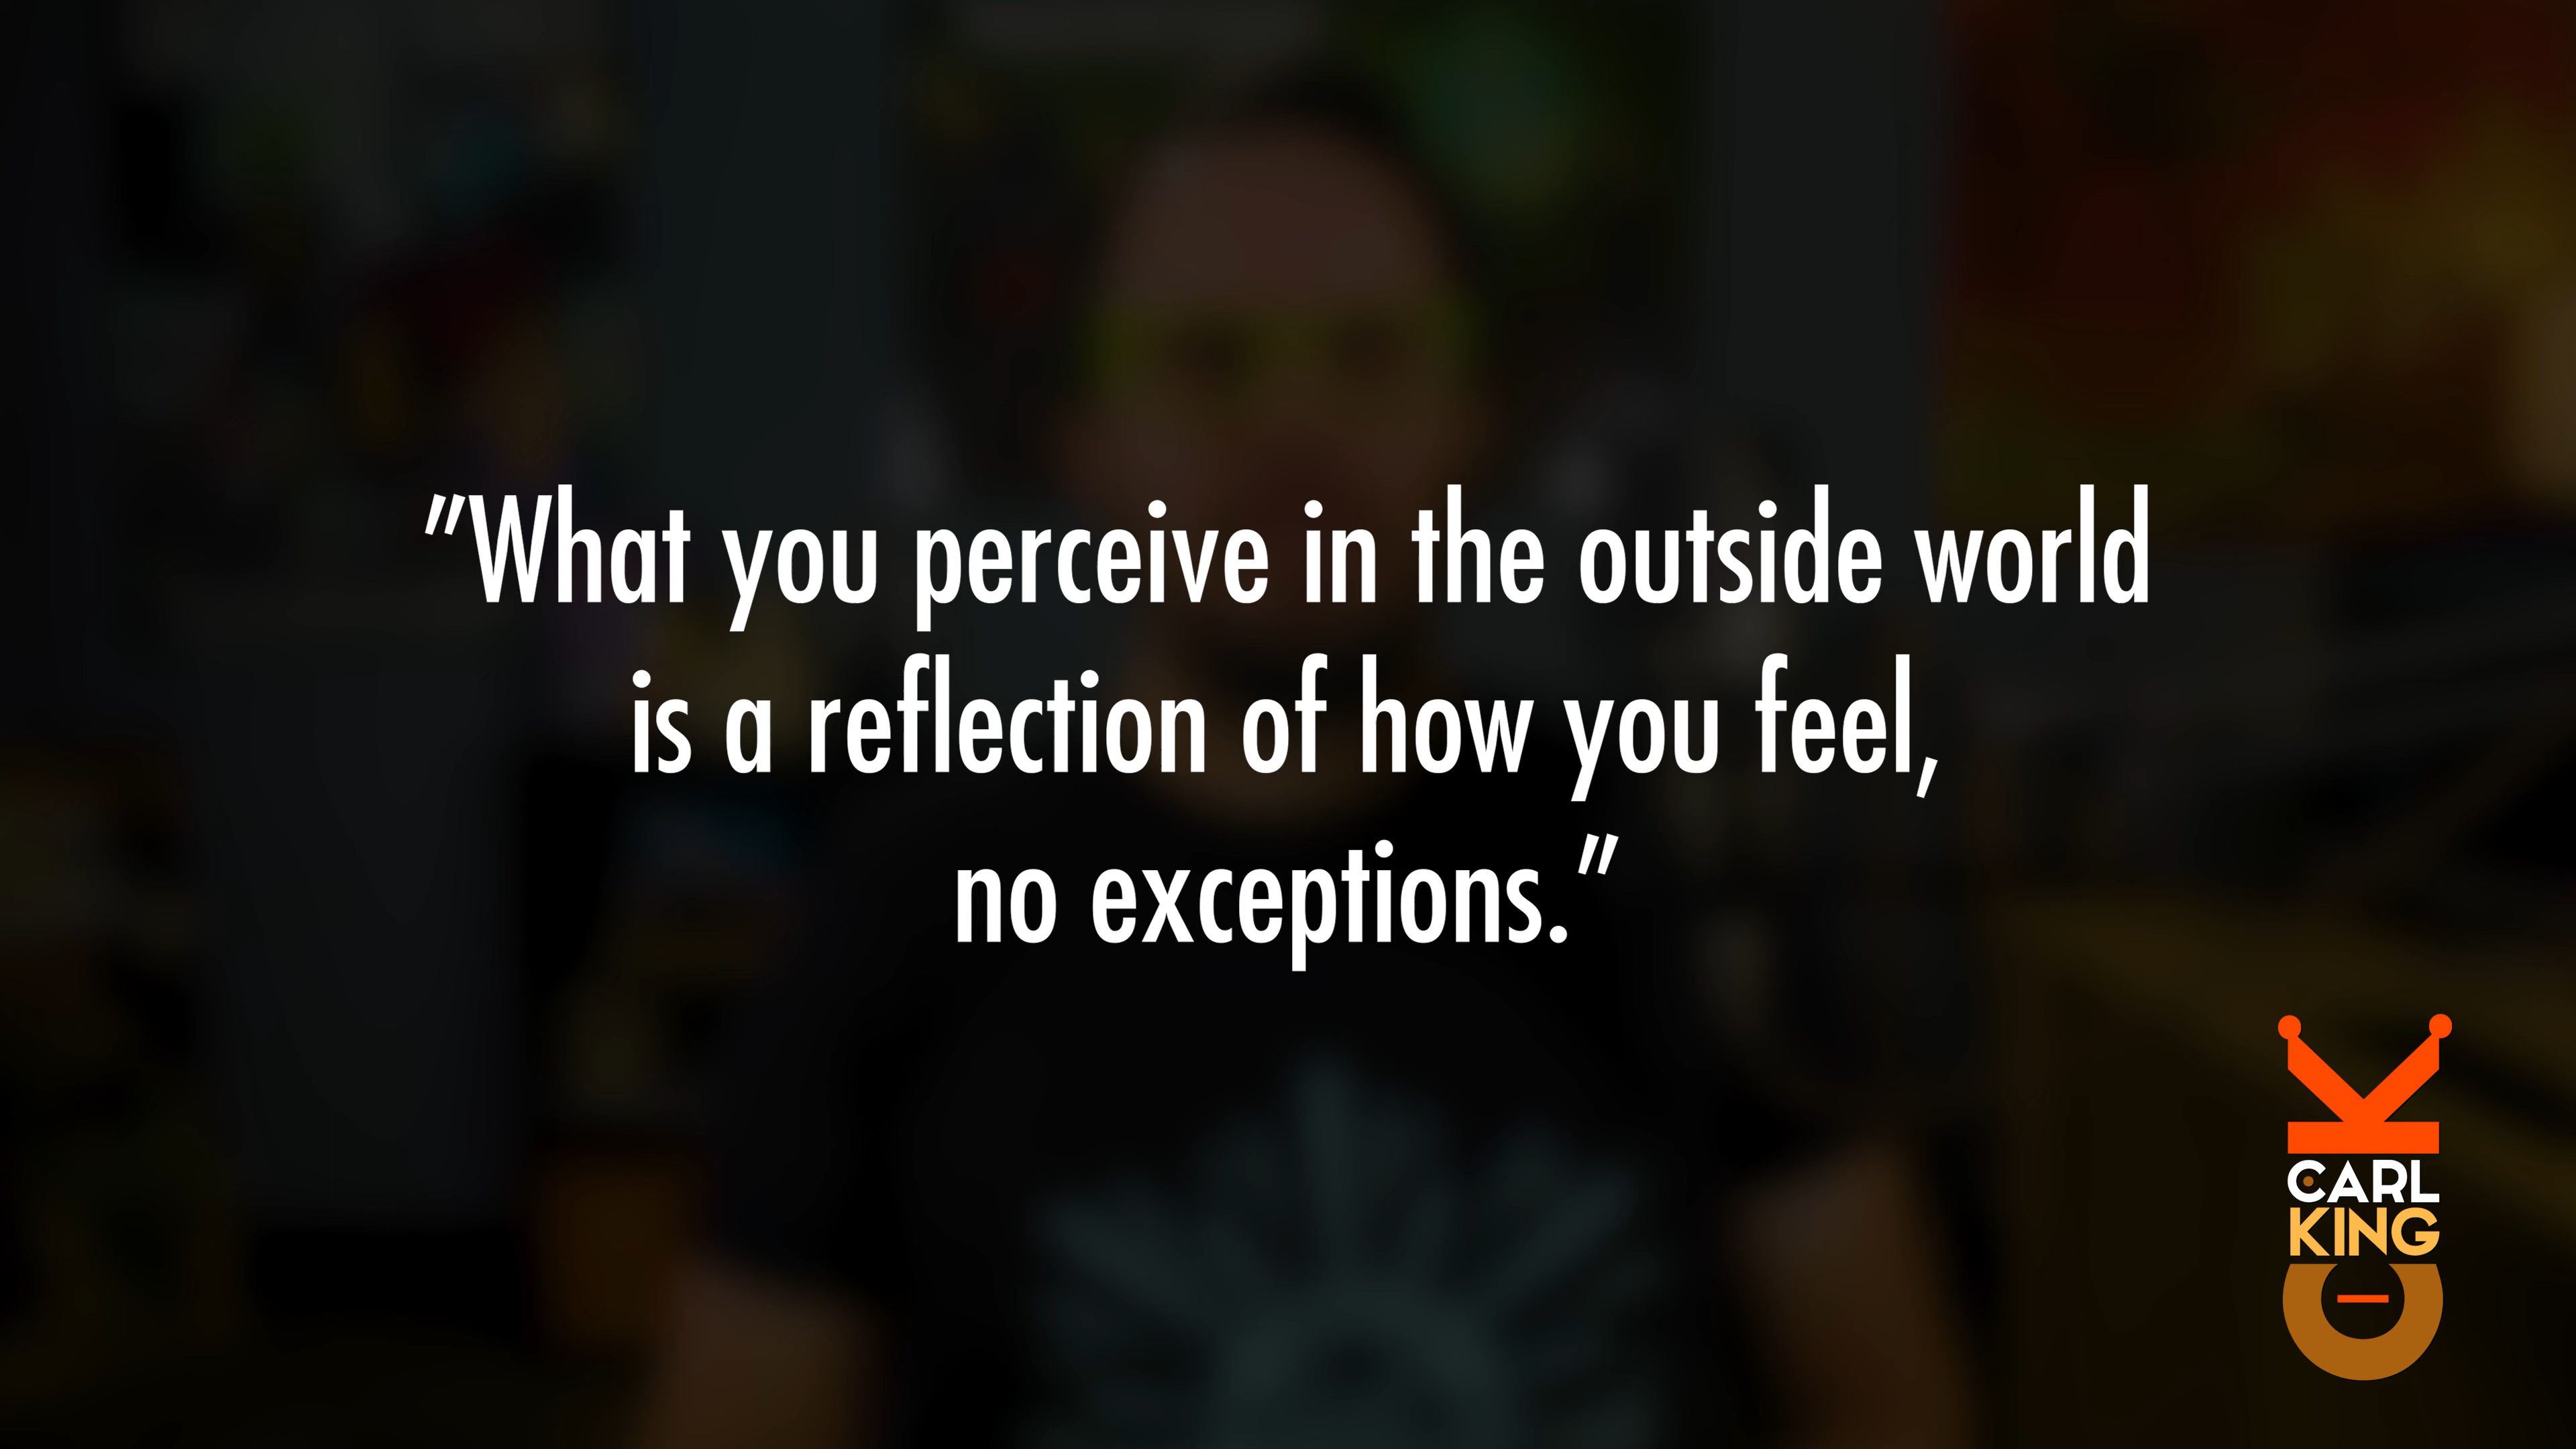 "What you perceive in the outside world
is a reflection of how you feel,
no exceptions."
CARL
KING